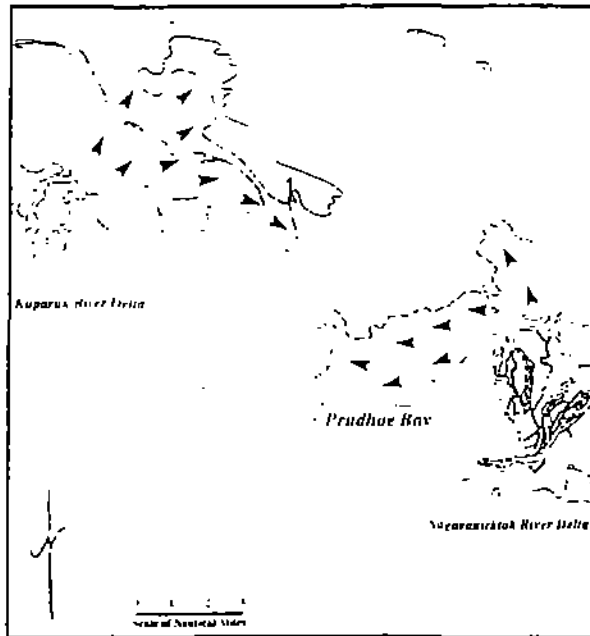 Kuparuk River Delta
Prudhoe Bay
Sagavanirktok River Delta
Scale of Nautical Miles